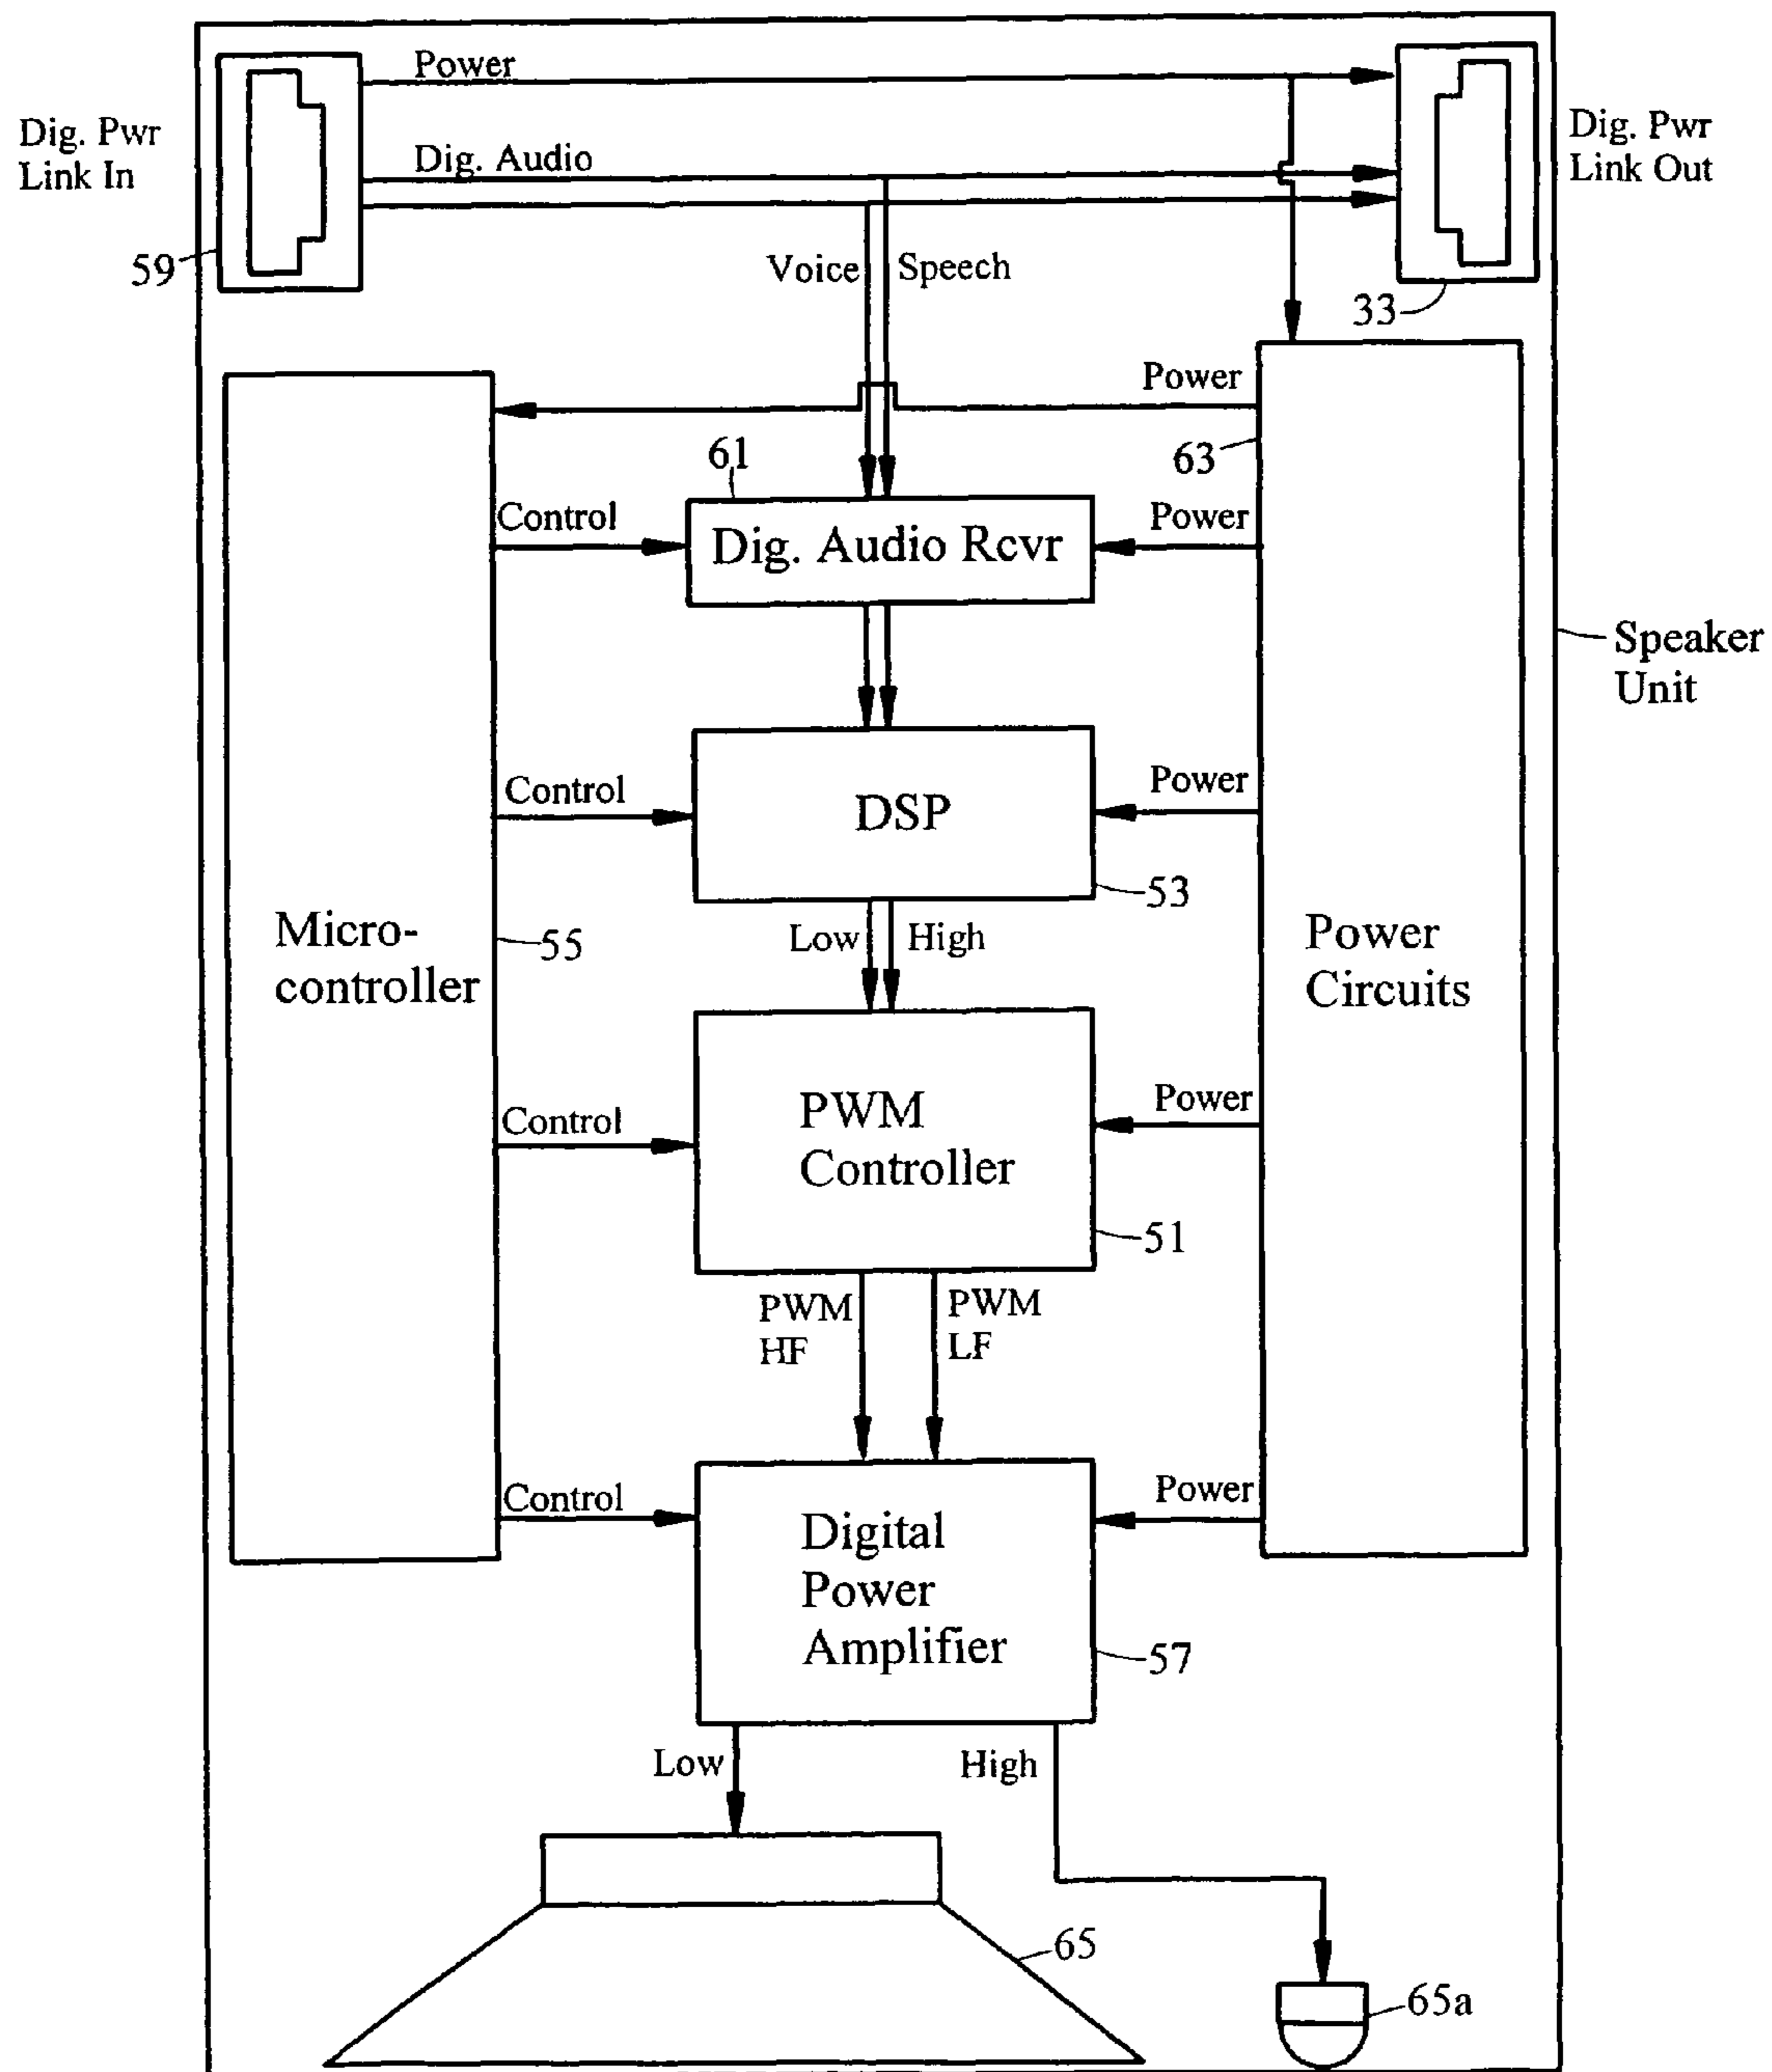 Power
Dig. Pwr
Link In
Dig. Audio
Dig. Pwr
Link Out
59
Voice
Speech
33
Power
61
63
Control
Dig. Audio Rcvr
Power
Speaker
Unit
Control
DSP
Power
53
Micro-
controller
55
Low
High
Power
Circuits
Control
PWM
Controller
Power
51
PWM
HF
PWM
LF
Control
Digital
Power
Amplifier
Power
57
Low
High
65
65a